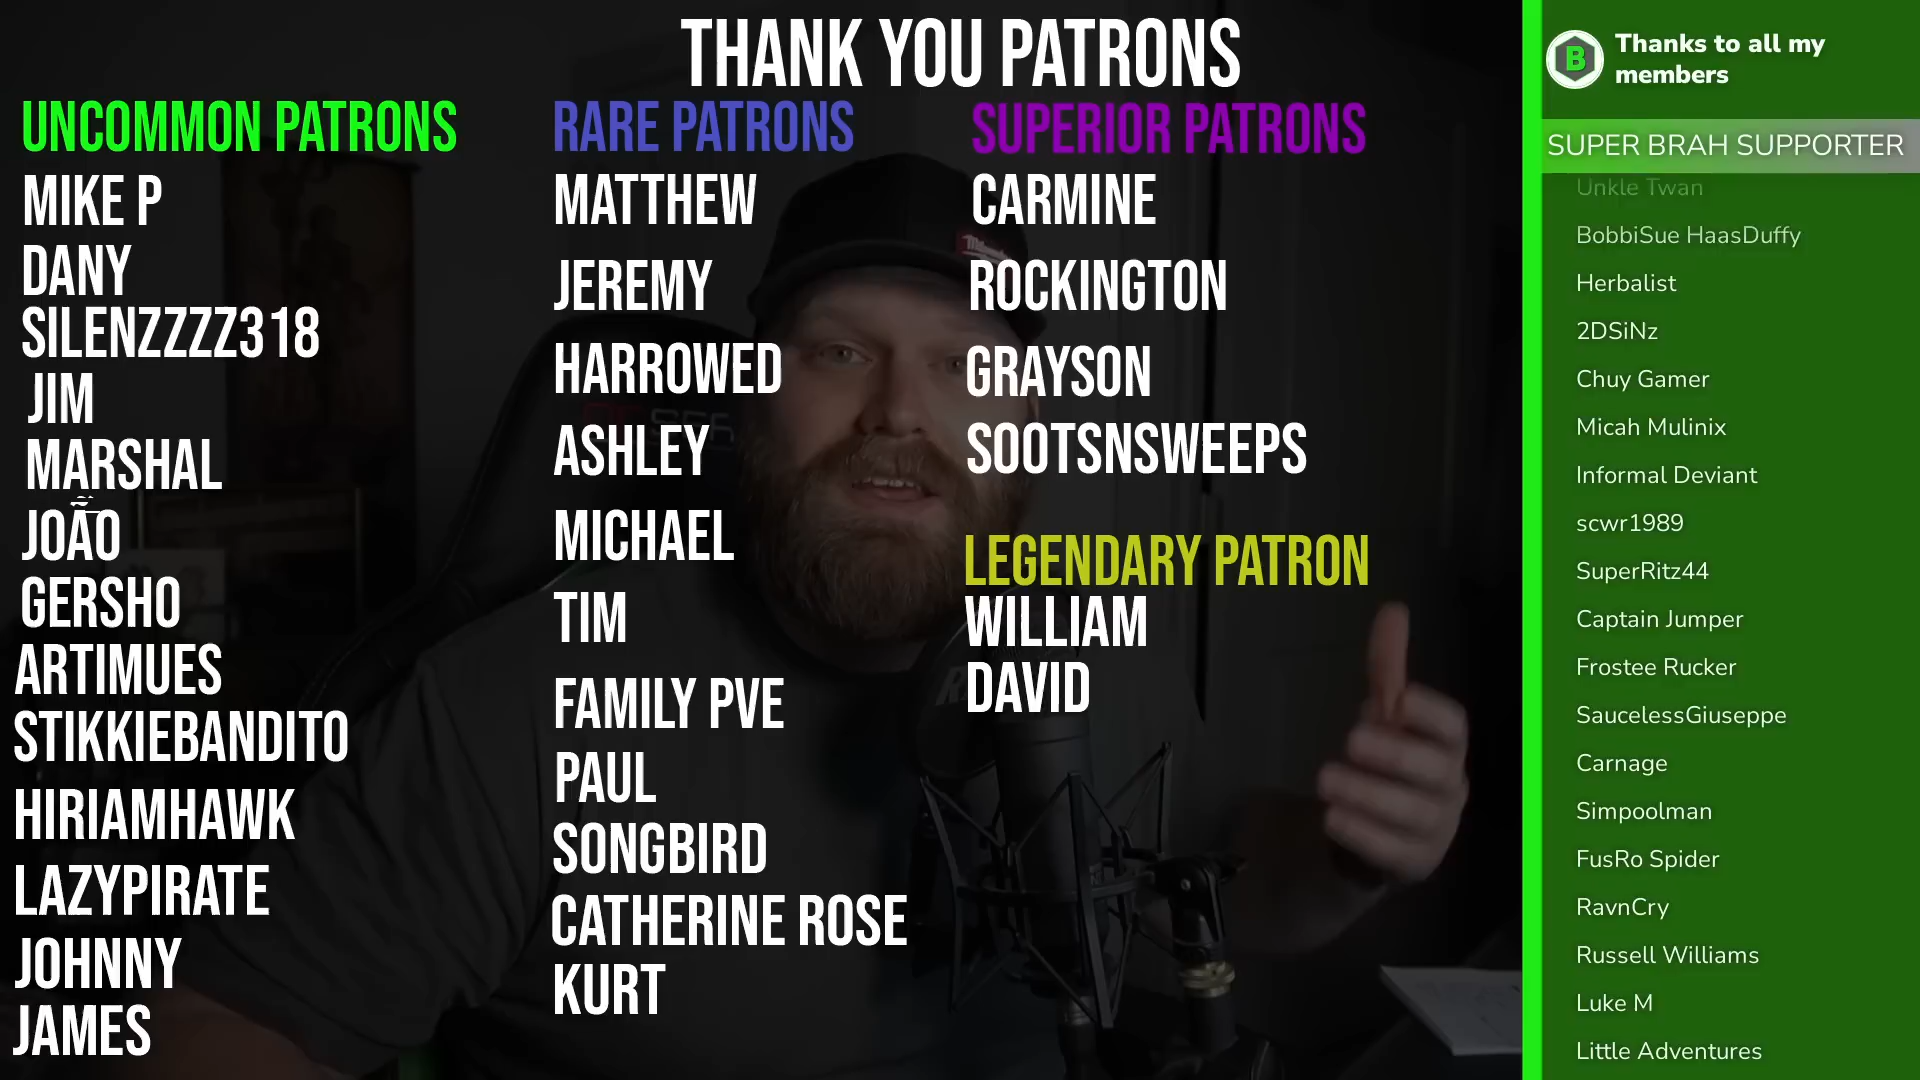 THANK YOU PATRONS
UNCOMMON PATRONS
MIKE P
DANY
SILENZZZZ318
JIM
MARSHAL
JOÃO
GERSHO
ARTIMUES
STIKKIEBANDITO
HIRIAMHAWK
LAZYPIRATE
JOHNNY
JAMES
RARE PATRONS
MATTHEW
JEREMY
HARROWED
ASHLEY
MICHAEL
TIM
FAMILY PVE
PAUL
SONGBIRD
CATHERINE ROSE
KURT
SUPERIOR PATRONS
CARMINE
ROCKINGTON
GRAYSON
SOOTSNSWEEPS
LEGENDARY PATRON
WILLIAM
DAVID
B
Thanks to all my
members
SUPER BRAH SUPPORTER
Unkle Twan
BobbiSue HaasDuffy
Herbalist
2DSiNz
Chuy Gamer
Micah Mulinix
Informal Deviant
scwr1989
SuperRitz44
Captain Jumper
Frostee Rucker
SaucelessGiuseppe
Carnage
Simpoolman
FusRo Spider
RavnCry
Russell Williams
Luke M
Little Adventures